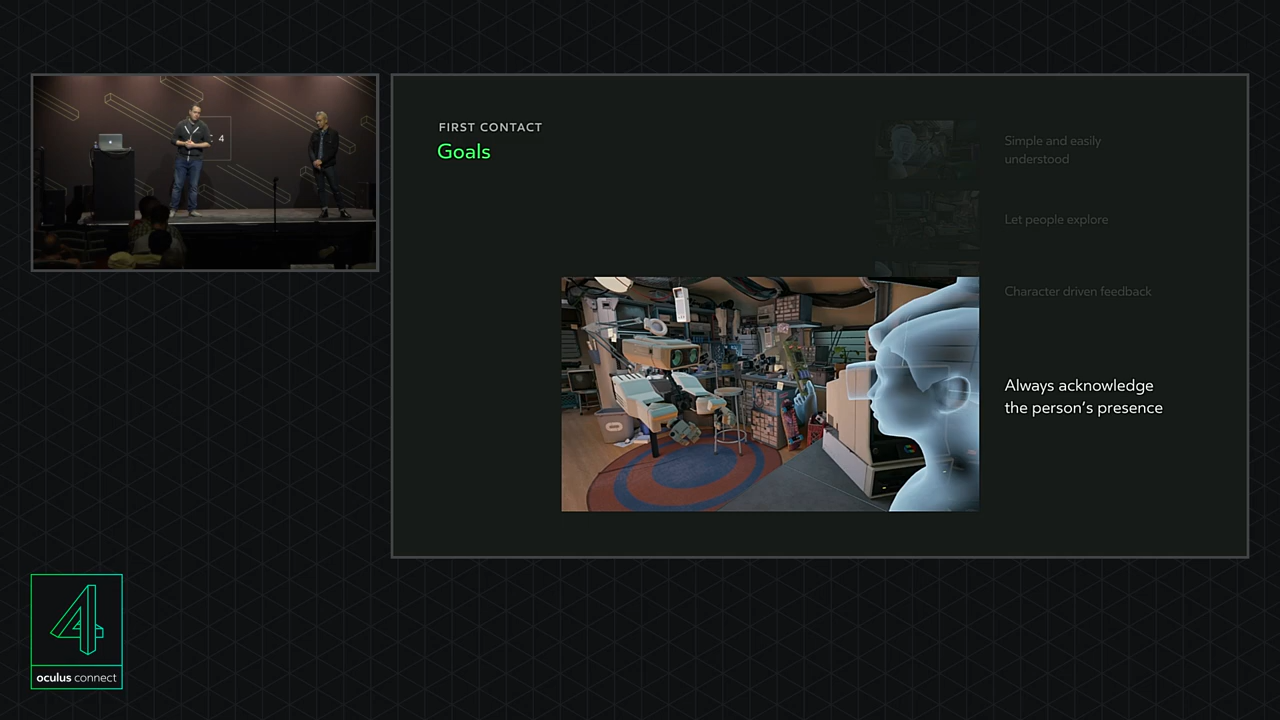 4
FIRST CONTACT
Goals
Simple and easily
understood
Let people explore
Character driven feedback
Always acknowledge
the person's presence
4
oculus connect